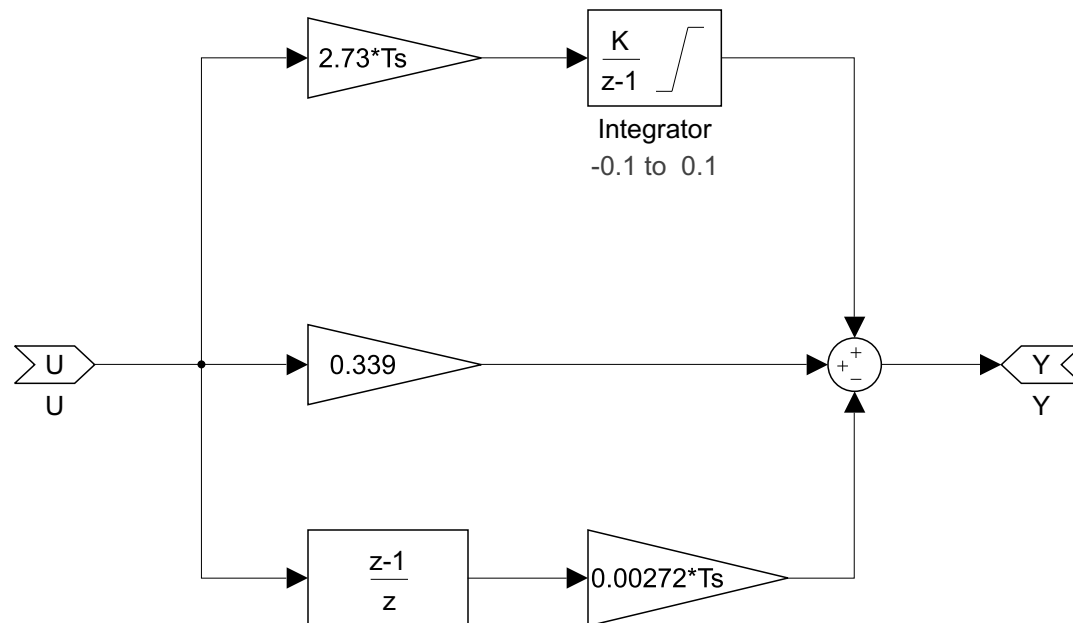 2.73*Ts
K
z-1
Integrator
-0.1 to  0.1
U
U
0.339
+
+
−
Y
Y
z-1
z
0.00272*Ts